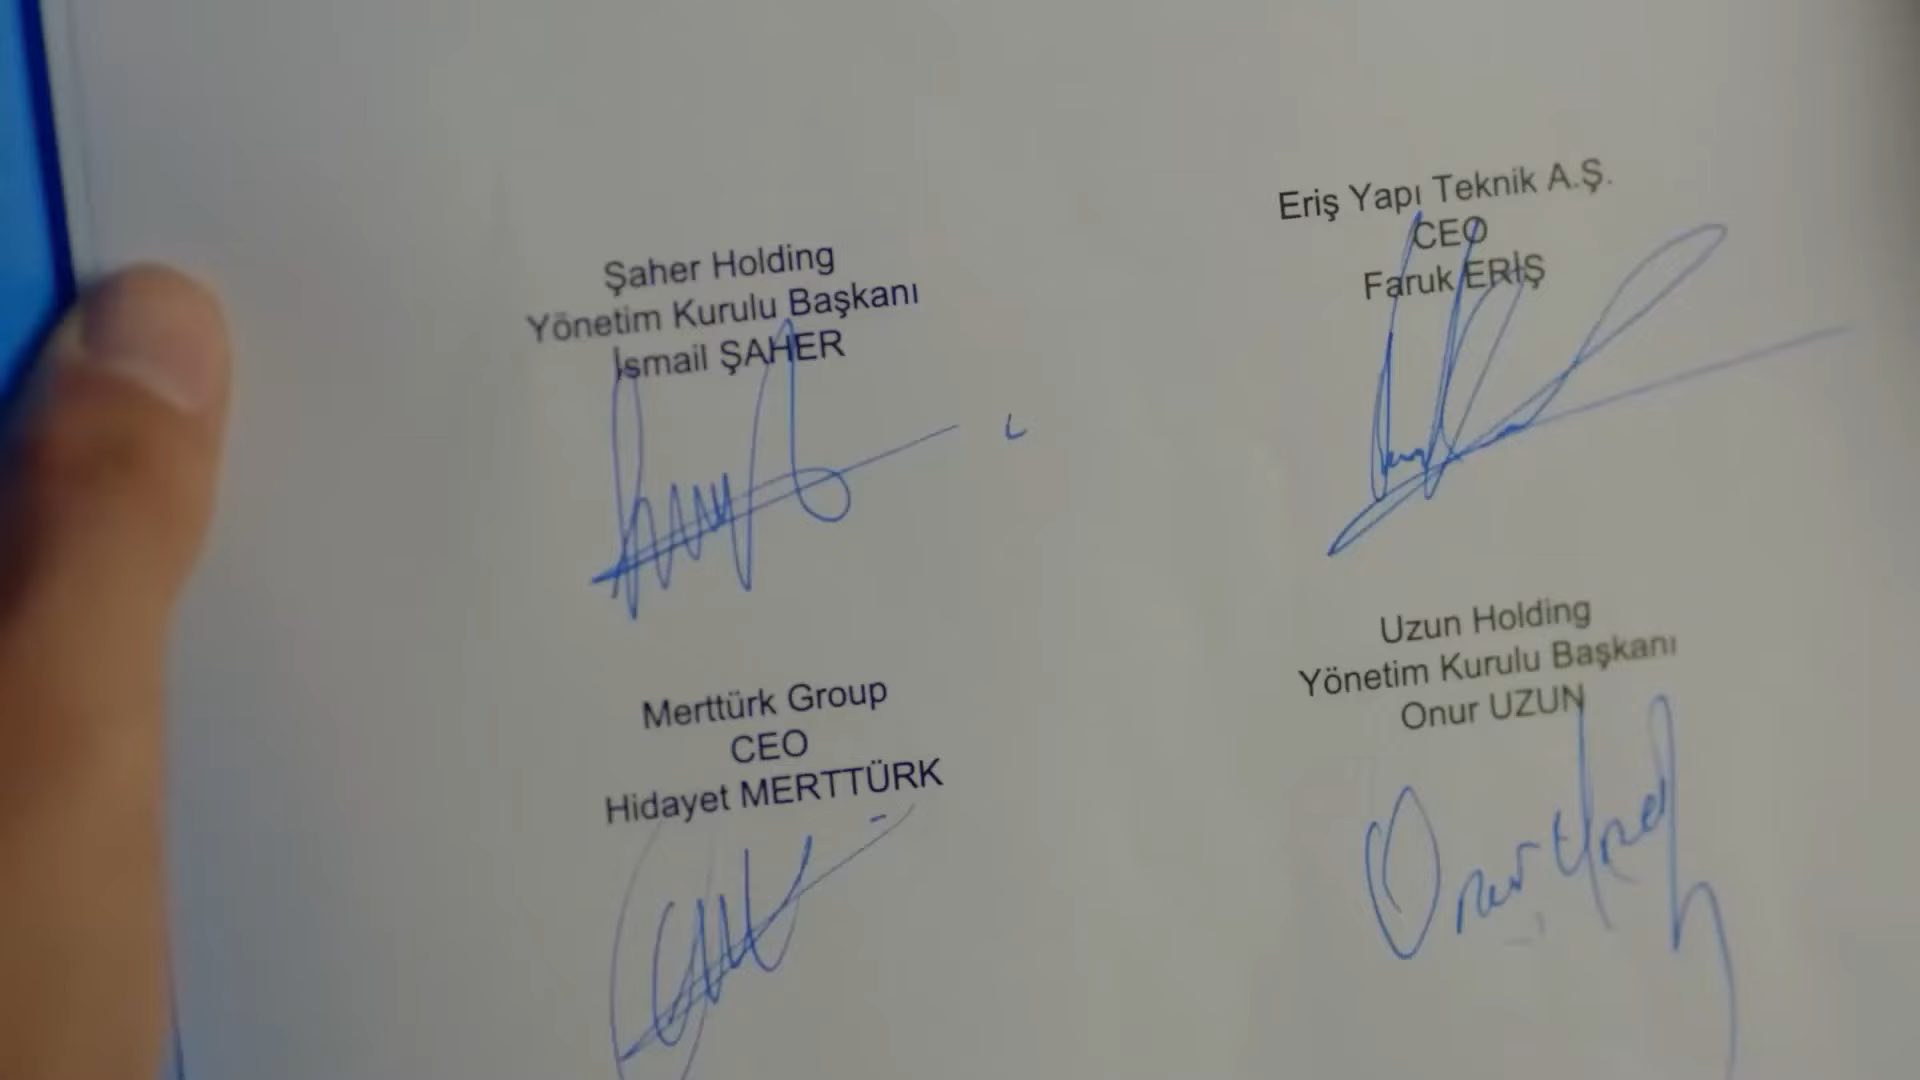 Şaher Holding
Yönetim Kurulu Başkanı
İsmail ŞAHER
Eriş Yapı Teknik A.Ş.
CEO
Faruk ERİŞ
Merttürk Group
CEO
Hidayet MERTTÜRK
Uzun Holding
Yönetim Kurulu Başkanı
Onur UZUN
Onur